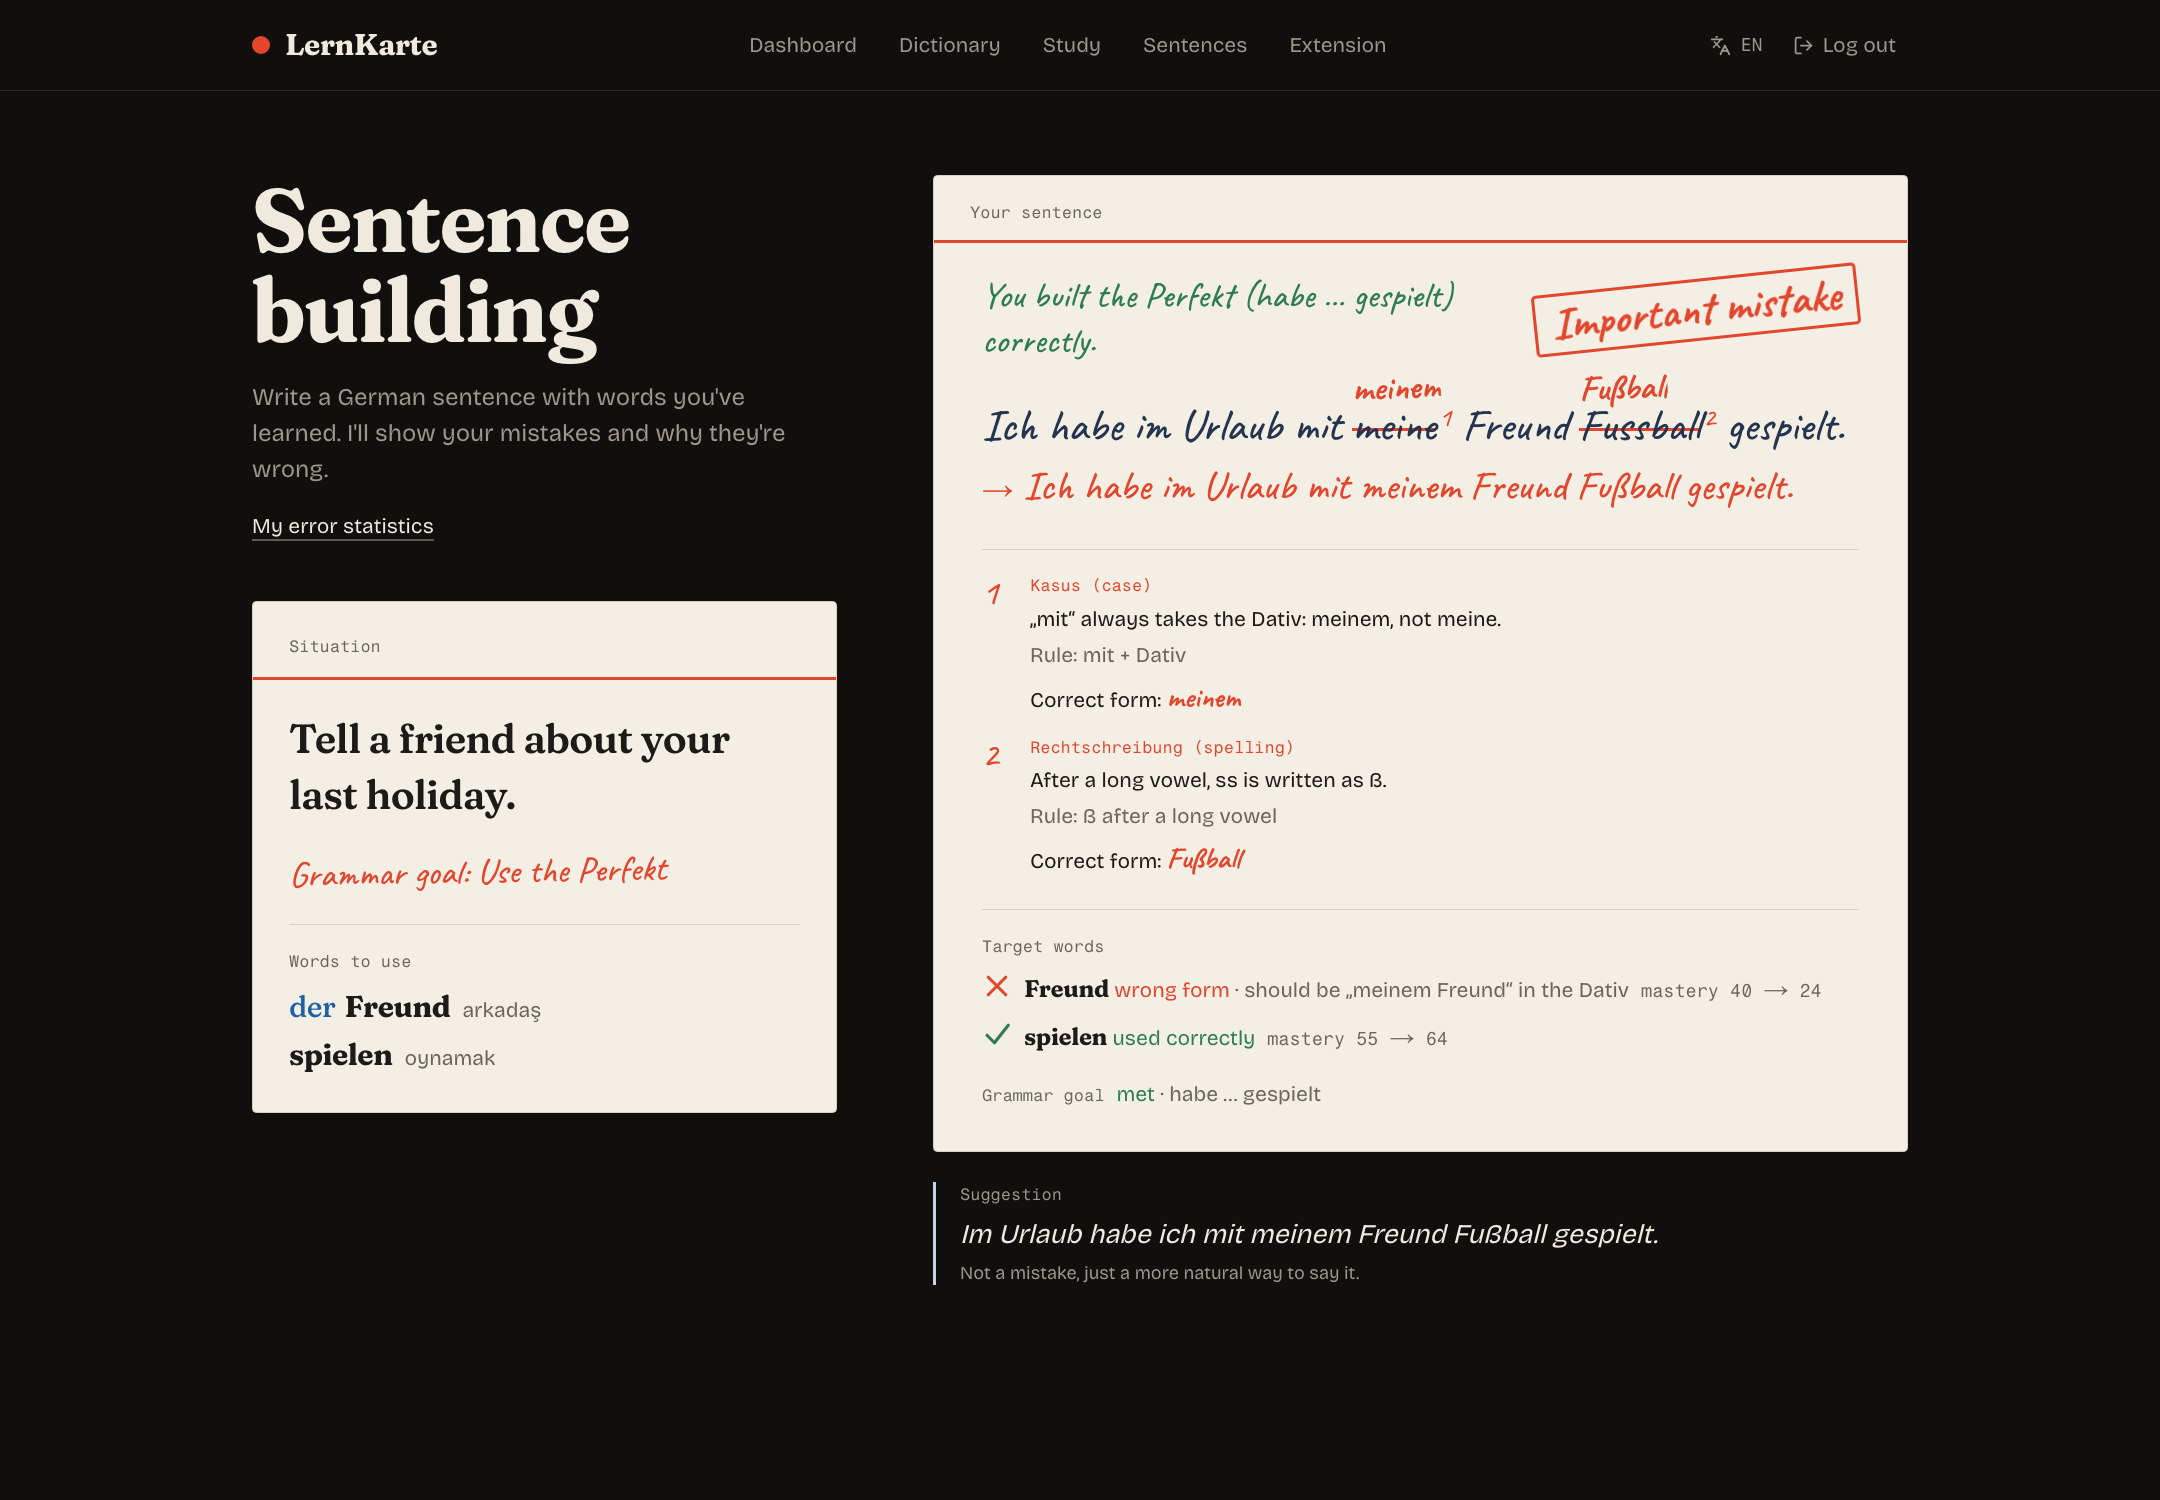 LernKarte
Dashboard Dictionary Study Sentences Extension
EN Log out
Sentence
building
Write a German sentence with words you've
learned. I'll show your mistakes and why they're
wrong.
My error statistics
Situation
Tell a friend about your
last holiday.
Grammar goal: Use the Perfekt
Words to use
der Freund arkadaş
spielen oynamak
Your sentence
You built the Perfekt (habe … gespielt)
correctly.
Important mistake
meinem Fußball
Ich habe im Urlaub mit meine 1 Freund Fussball 2 gespielt.
→ Ich habe im Urlaub mit meinem Freund Fußball gespielt.
1 Kasus (case)
„mit“ always takes the Dativ: meinem, not meine.
Rule: mit + Dativ
Correct form: meinem
2 Rechtschreibung (spelling)
After a long vowel, ss is written as ß.
Rule: ß after a long vowel
Correct form: Fußball
Target words
Freund wrong form · should be „meinem Freund“ in the Dativ mastery 40 → 24
spielen used correctly mastery 55 → 64
Grammar goal met · habe … gespielt
Suggestion
Im Urlaub habe ich mit meinem Freund Fußball gespielt.
Not a mistake, just a more natural way to say it.